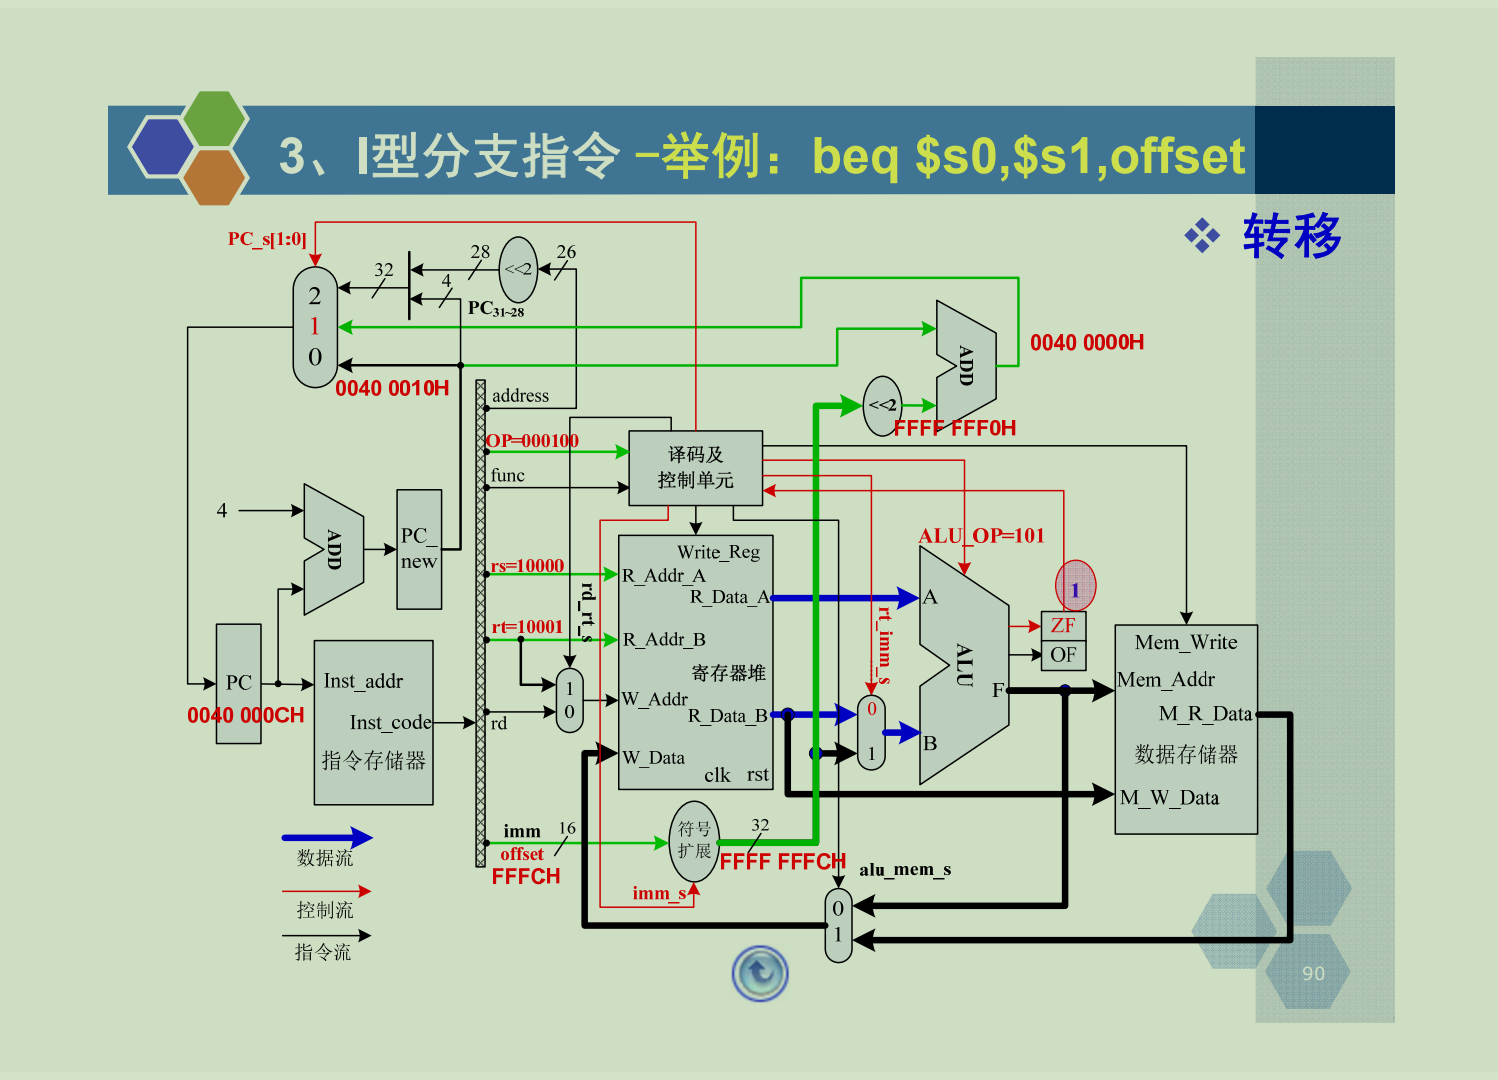 3、I型分支指令 –举例：beq $s0,$s1,offset
转移
PC_s[1:0]
2
1
0
32
28
4
<<2
26
PC31~28
0040 0010H
address
OP=000100
func
译码及
控制单元
ADD
0040 0000H
<<2
FFFF FFF0H
4
ADD
PC_
new
PC
0040 000CH
Inst_addr
Inst_code
指令存储器
rs=10000
rt=10001
rd
rd_rt_s
1
0
Write_Reg
R_Addr_A
R_Data_A
R_Addr_B
寄存器堆
W_Addr
R_Data_B
W_Data
clk rst
rt_imm_s
0
1
ALU_OP=101
A
ALU
F
B
1
ZF
OF
Mem_Write
Mem_Addr
M_R_Data
数据存储器
M_W_Data
imm
16
offset
FFFCH
符号
扩展
32
FFFF FFFCH
imm_s
alu_mem_s
0
1
数据流
控制流
指令流
90